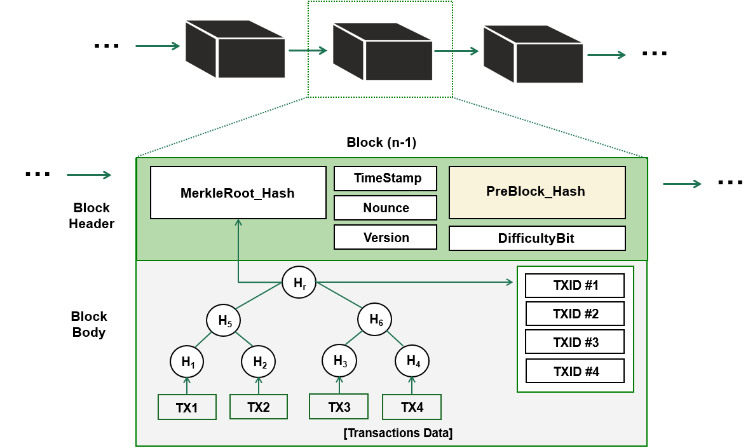 ...
...
Block (n-1)
...
...
MerkleRoot_Hash
TimeStamp
Nounce
Version
PreBlock_Hash
DifficultyBit
Block
Header
Block
Body
Hr
H5
H6
H1
H2
H3
H4
TX1
TX2
TX3
TX4
TXID #1
TXID #2
TXID #3
TXID #4
[Transactions Data]